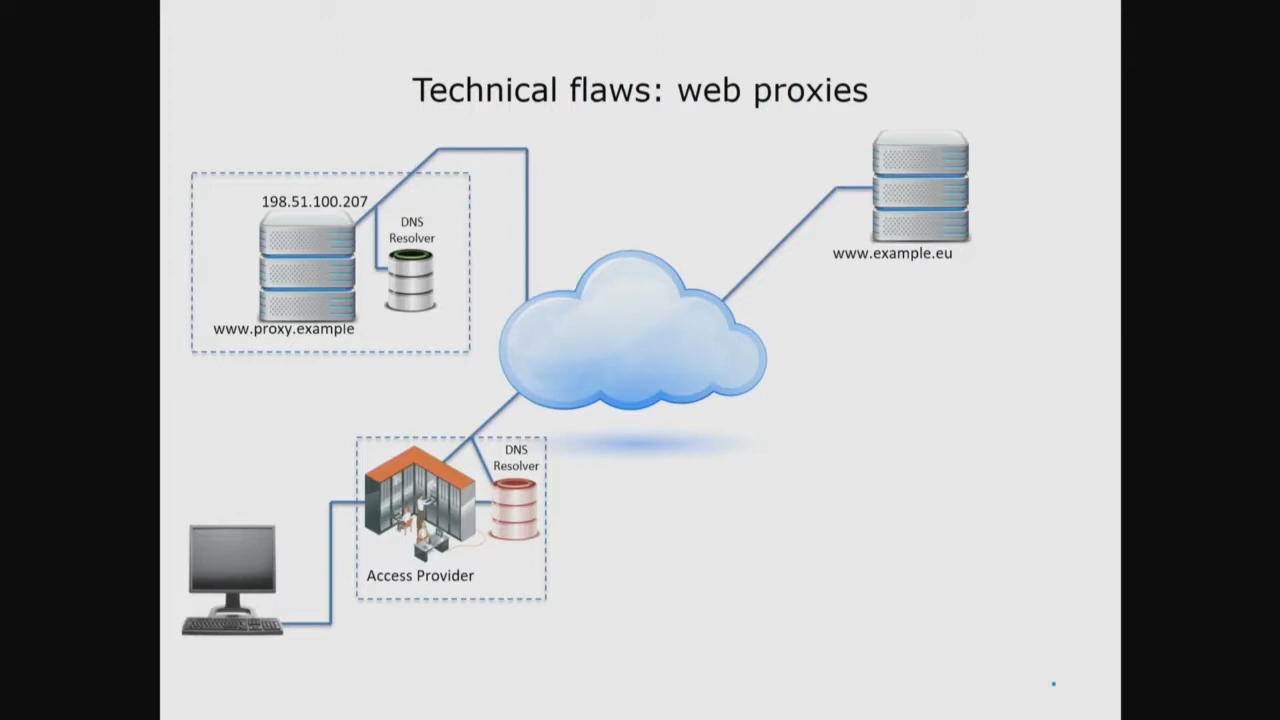 Technical flaws: web proxies
198.51.100.207
DNS
Resolver
www.proxy.example
www.example.eu
DNS
Resolver
Access Provider